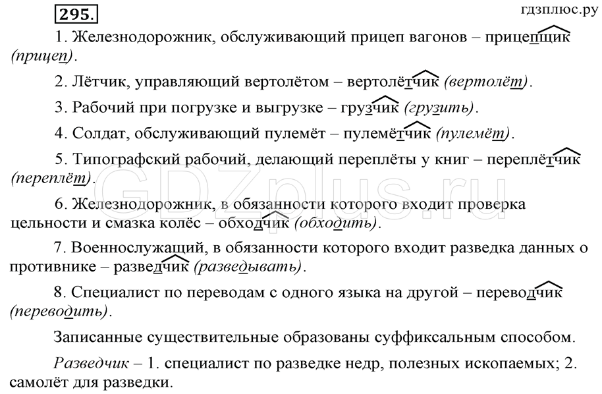 гдзплюс.ру
295.
1. Железнодорожник, обслуживающий прицеп вагонов – прицепщик
(прицеп).
2. Лётчик, управляющий вертолётом – вертолётчик (вертолёт).
3. Рабочий при погрузке и выгрузке – грузчик (грузить).
4. Солдат, обслуживающий пулемёт – пулемётчик (пулемёт).
5. Типографский рабочий, делающий переплёты у книг – переплётчик
(переплёт).
6. Железнодорожник, в обязанности которого входит проверка
цельности и смазка колёс – обходчик (обходить).
7. Военнослужащий, в обязанности которого входит разведка данных о
противнике – разведчик (разведывать).
8. Специалист по переводам с одного языка на другой – переводчик
(переводить).
Записанные существительные образованы суффиксальным способом.
Разведчик – 1. специалист по разведке недр, полезных ископаемых; 2.
самолёт для разведки.
GDZplus.ru